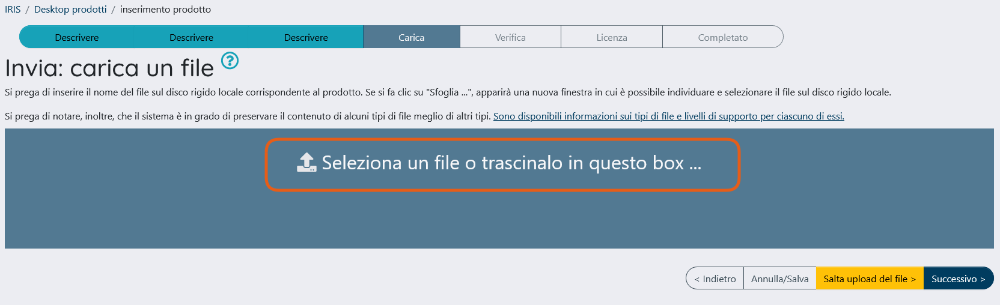 IRIS / Desktop prodotti / inserimento prodotto
Descrivere Descrivere Descrivere Carica Verifica Licenza Completato
Invia: carica un file ?
Si prega di inserire il nome del file sul disco rigido locale corrispondente al prodotto. Se si fa clic su "Sfoglia ...", apparirà una nuova finestra in cui è possibile individuare e selezionare il file sul disco rigido locale.
Si prega di notare, inoltre, che il sistema è in grado di preservare il contenuto di alcuni tipi di file meglio di altri tipi. Sono disponibili informazioni sui tipi di file e livelli di supporto per ciascuno di essi.
Seleziona un file o trascinalo in questo box ...
< Indietro Annulla/Salva Salta upload del file > Successivo >